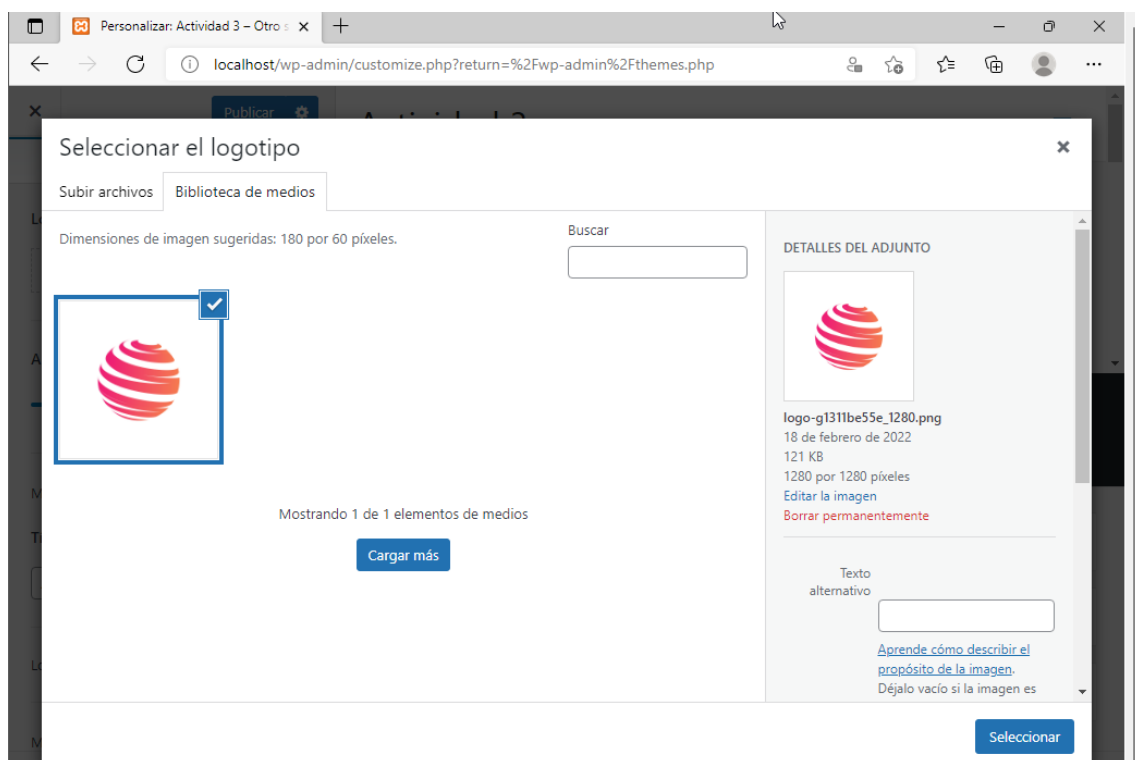 Personalizar: Actividad 3 – Otro s
localhost/wp-admin/customize.php?return=%2Fwp-admin%2Fthemes.php
Publicar
Seleccionar el logotipo
Subir archivos
Biblioteca de medios
Dimensiones de imagen sugeridas: 180 por 60 píxeles.
Buscar
Mostrando 1 de 1 elementos de medios
Cargar más
DETALLES DEL ADJUNTO
logo-g1311be55e_1280.png
18 de febrero de 2022
121 KB
1280 por 1280 píxeles
Editar la imagen
Borrar permanentemente
Texto
alternativo
Aprende cómo describir el
propósito de la imagen.
Déjalo vacío si la imagen es
Seleccionar